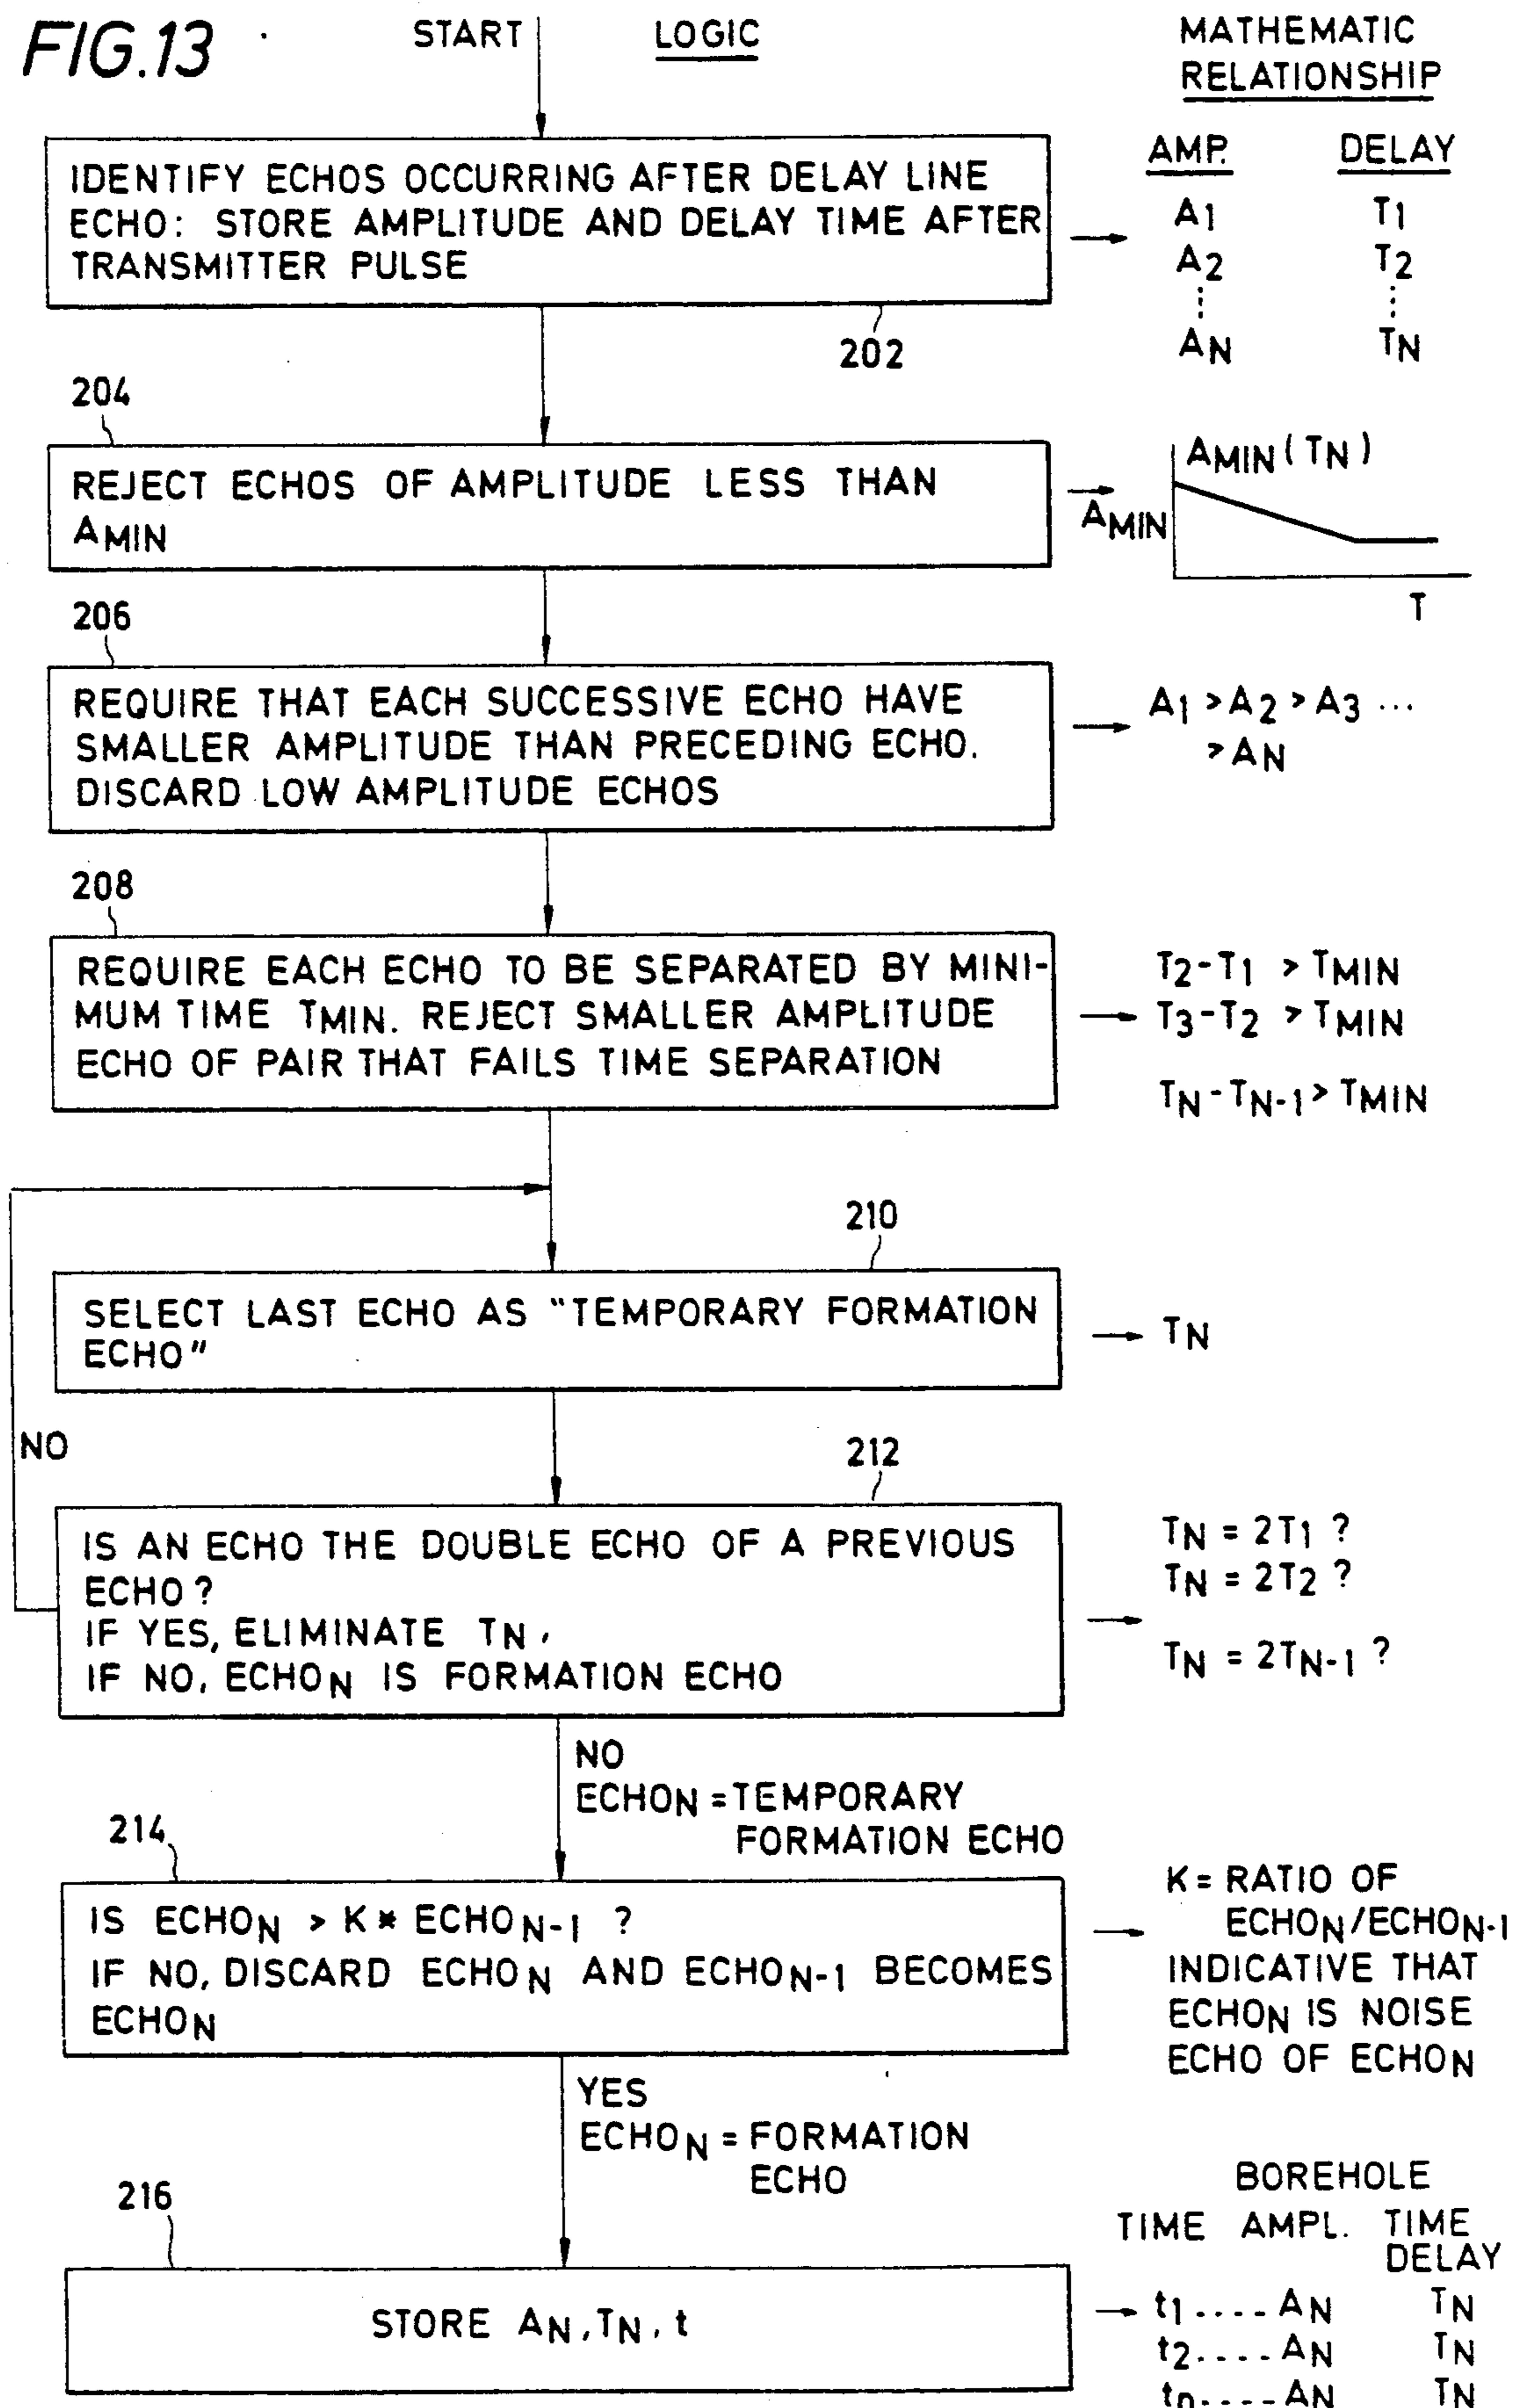 FIG.13
START
LOGIC
MATHEMATIC
RELATIONSHIP
AMP. DELAY
IDENTIFY ECHOS OCCURRING AFTER DELAY LINE
ECHO: STORE AMPLITUDE AND DELAY TIME AFTER
TRANSMITTER PULSE
A1 T1
A2 T2
AN TN
202
204
REJECT ECHOS OF AMPLITUDE LESS THAN
AMIN
AMIN(TN)
AMIN
T
206
REQUIRE THAT EACH SUCCESSIVE ECHO HAVE
SMALLER AMPLITUDE THAN PRECEDING ECHO.
DISCARD LOW AMPLITUDE ECHOS
A1 > A2 > A3 ...
> AN
208
REQUIRE EACH ECHO TO BE SEPARATED BY MINI-
MUM TIME TMIN. REJECT SMALLER AMPLITUDE
ECHO OF PAIR THAT FAILS TIME SEPARATION
T2-T1 > TMIN
T3-T2 > TMIN
TN-TN-1 > TMIN
210
SELECT LAST ECHO AS "TEMPORARY FORMATION
ECHO"
TN
NO
212
IS AN ECHO THE DOUBLE ECHO OF A PREVIOUS
ECHO?
IF YES, ELIMINATE TN.
IF NO, ECHON IS FORMATION ECHO
TN = 2T1 ?
TN = 2T2 ?
TN = 2TN-1 ?
NO
ECHON = TEMPORARY
FORMATION ECHO
214
IS ECHON > K * ECHON-1 ?
IF NO, DISCARD ECHON AND ECHON-1 BECOMES
ECHON
K = RATIO OF
ECHON/ECHON-1
INDICATIVE THAT
ECHON IS NOISE
ECHO OF ECHON
YES
ECHON = FORMATION
ECHO
216
STORE AN, TN, t
BOREHOLE
TIME AMPL. TIME
DELAY
t1 .... AN TN
t2 .... AN TN
tn .... AN TN